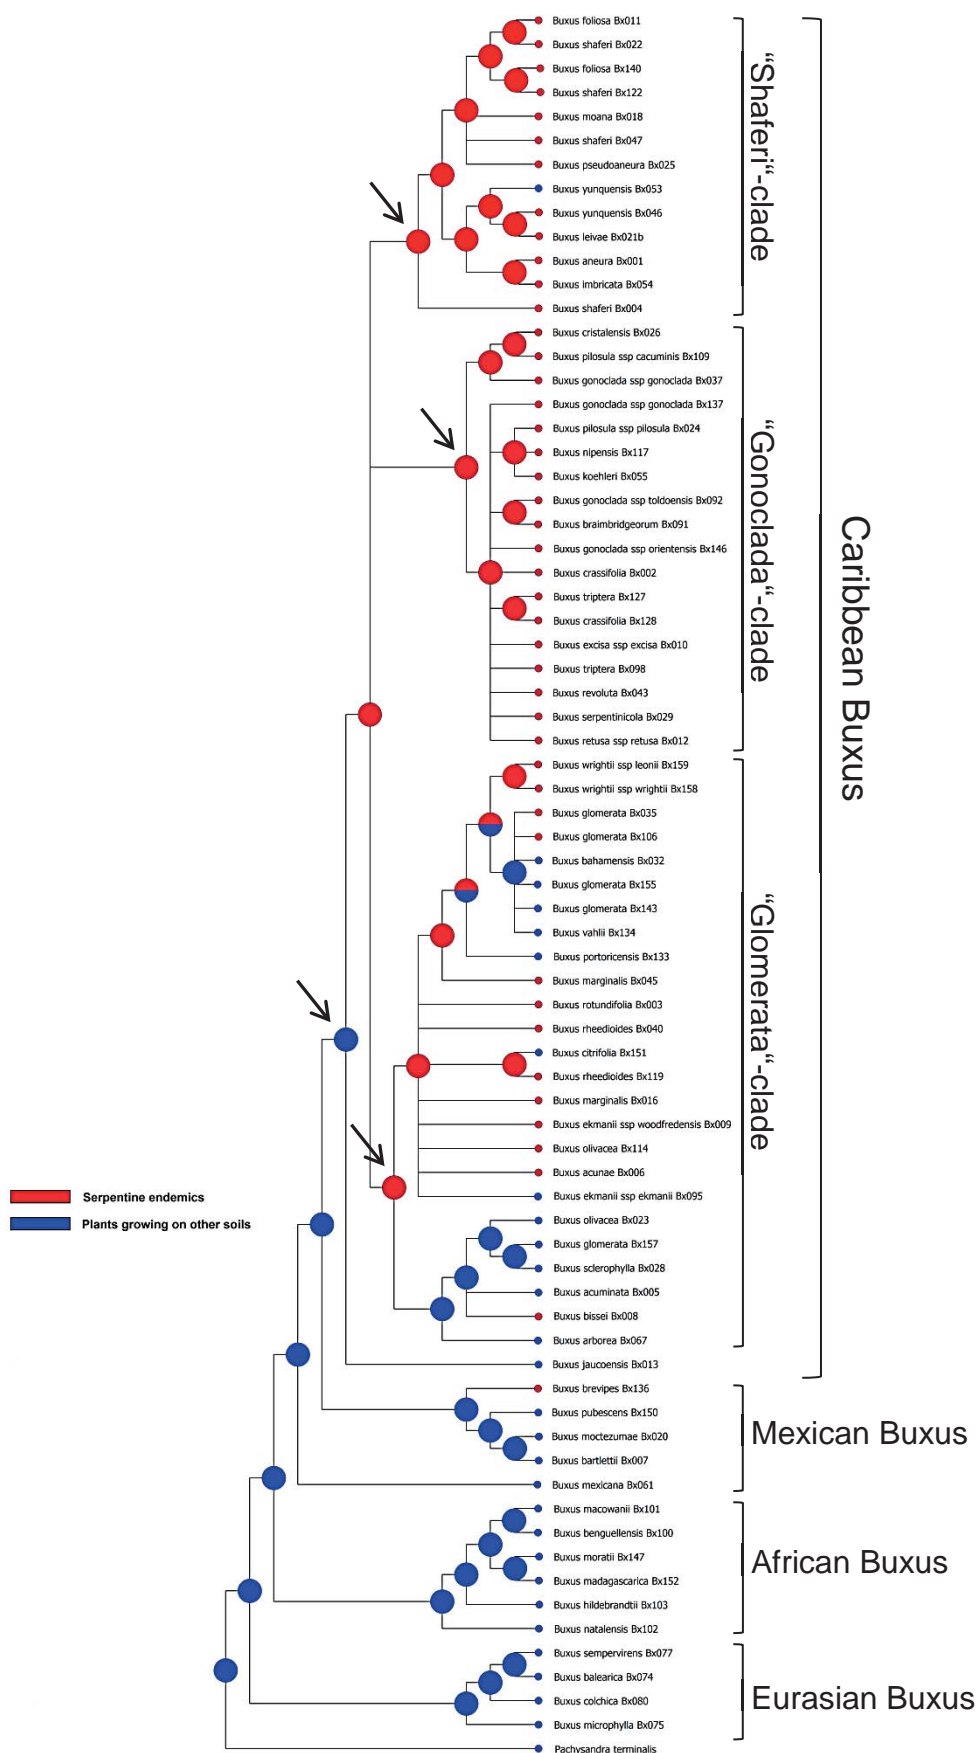 Buxus foliosa Bx011
Buxus shaferi Bx022
Buxus foliosa Bx140
Buxus shaferi Bx122
Buxus moana Bx018
Buxus shaferi Bx047
Buxus pseudoaneura Bx025
Buxus yunquensis Bx053
Buxus yunquensis Bx046
Buxus leivae Bx021b
Buxus aneura Bx001
Buxus imbricata Bx054
Buxus shaferi Bx004
“Shaferi“-clade
Buxus cristalensis Bx026
Buxus pilosula ssp cacuminis Bx109
Buxus gonoclada ssp gonoclada Bx037
Buxus gonoclada ssp gonoclada Bx137
Buxus pilosula ssp pilosula Bx024
Buxus nipensis Bx117
Buxus koehleri Bx055
Buxus gonoclada ssp toldoensis Bx092
Buxus braimbridgeorum Bx091
Buxus gonoclada ssp orientensis Bx146
Buxus crassifolia Bx002
Buxus triptera Bx127
Buxus crassifolia Bx128
Buxus excisa ssp excisa Bx010
Buxus triptera Bx098
Buxus revoluta Bx043
Buxus serpentinicola Bx029
Buxus retusa ssp retusa Bx012
“Gonoclada“-clade
Buxus wrightii ssp leonii Bx159
Buxus wrightii ssp wrightii Bx158
Buxus glomerata Bx035
Buxus glomerata Bx106
Buxus bahamensis Bx032
Buxus glomerata Bx155
Buxus glomerata Bx143
Buxus vahlii Bx134
Buxus portoricensis Bx133
Buxus marginalis Bx045
Buxus rotundifolia Bx003
Buxus rheedioides Bx040
Buxus citrifolia Bx151
Buxus rheedioides Bx119
Buxus marginalis Bx016
Buxus ekmanii ssp woodfredensis Bx009
Buxus olivacea Bx114
Buxus acunae Bx006
Buxus ekmanii ssp ekmanii Bx095
Buxus olivacea Bx023
Buxus glomerata Bx157
Buxus sclerophylla Bx028
Buxus acuminata Bx005
Buxus bissei Bx008
Buxus arborea Bx067
“Glomerata“-clade
Buxus jaucoensis Bx013
Caribbean Buxus
Serpentine endemics
Plants growing on other soils
Buxus brevipes Bx136
Buxus pubescens Bx150
Buxus moctezumae Bx020
Buxus bartlettii Bx007
Buxus mexicana Bx061
Mexican Buxus
Buxus macowanii Bx101
Buxus benguellensis Bx100
Buxus moratii Bx147
Buxus madagascarica Bx152
Buxus hildebrandtii Bx103
Buxus natalensis Bx102
African Buxus
Buxus sempervirens Bx077
Buxus balearica Bx074
Buxus colchica Bx080
Buxus microphylla Bx075
Eurasian Buxus
Pachysandra terminalis